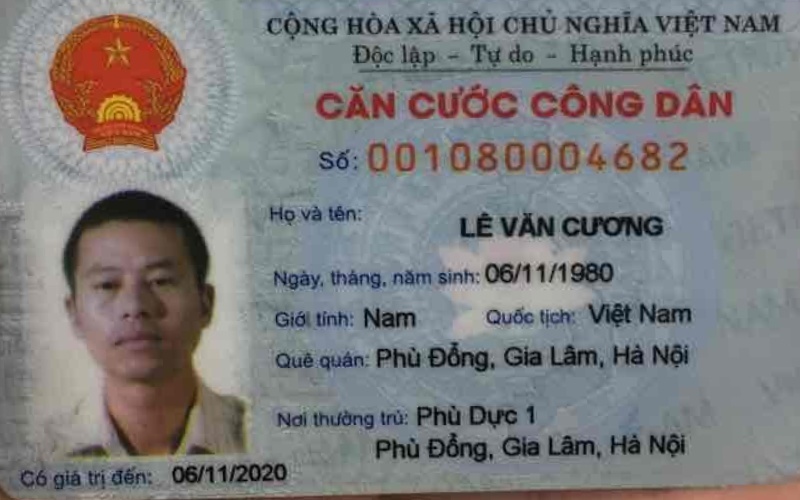 CỘNG HÒA XÃ HỘI CHỦ NGHĨA VIỆT NAM
Độc lập - Tự do - Hạnh phúc
CĂN CƯỚC CÔNG DÂN
Số: 001080004682
Họ và tên: LÊ VĂN CƯƠNG
Ngày, tháng, năm sinh: 06/11/1980
Giới tính: Nam Quốc tịch: Việt Nam
Quê quán: Phù Đổng, Gia Lâm, Hà Nội
Nơi thường trú: Phù Dực 1
Phù Đổng, Gia Lâm, Hà Nội
Có giá trị đến: 06/11/2020